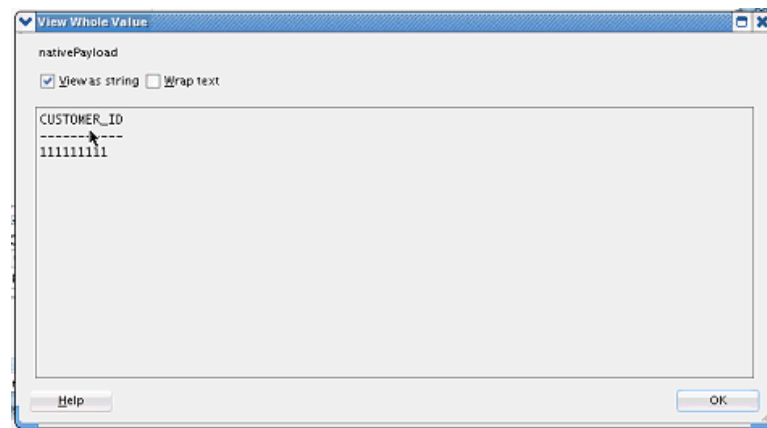 View Whole Value
nativePayload
View as string Wrap text
CUSTOMER_ID
-----------
111111111
Help OK